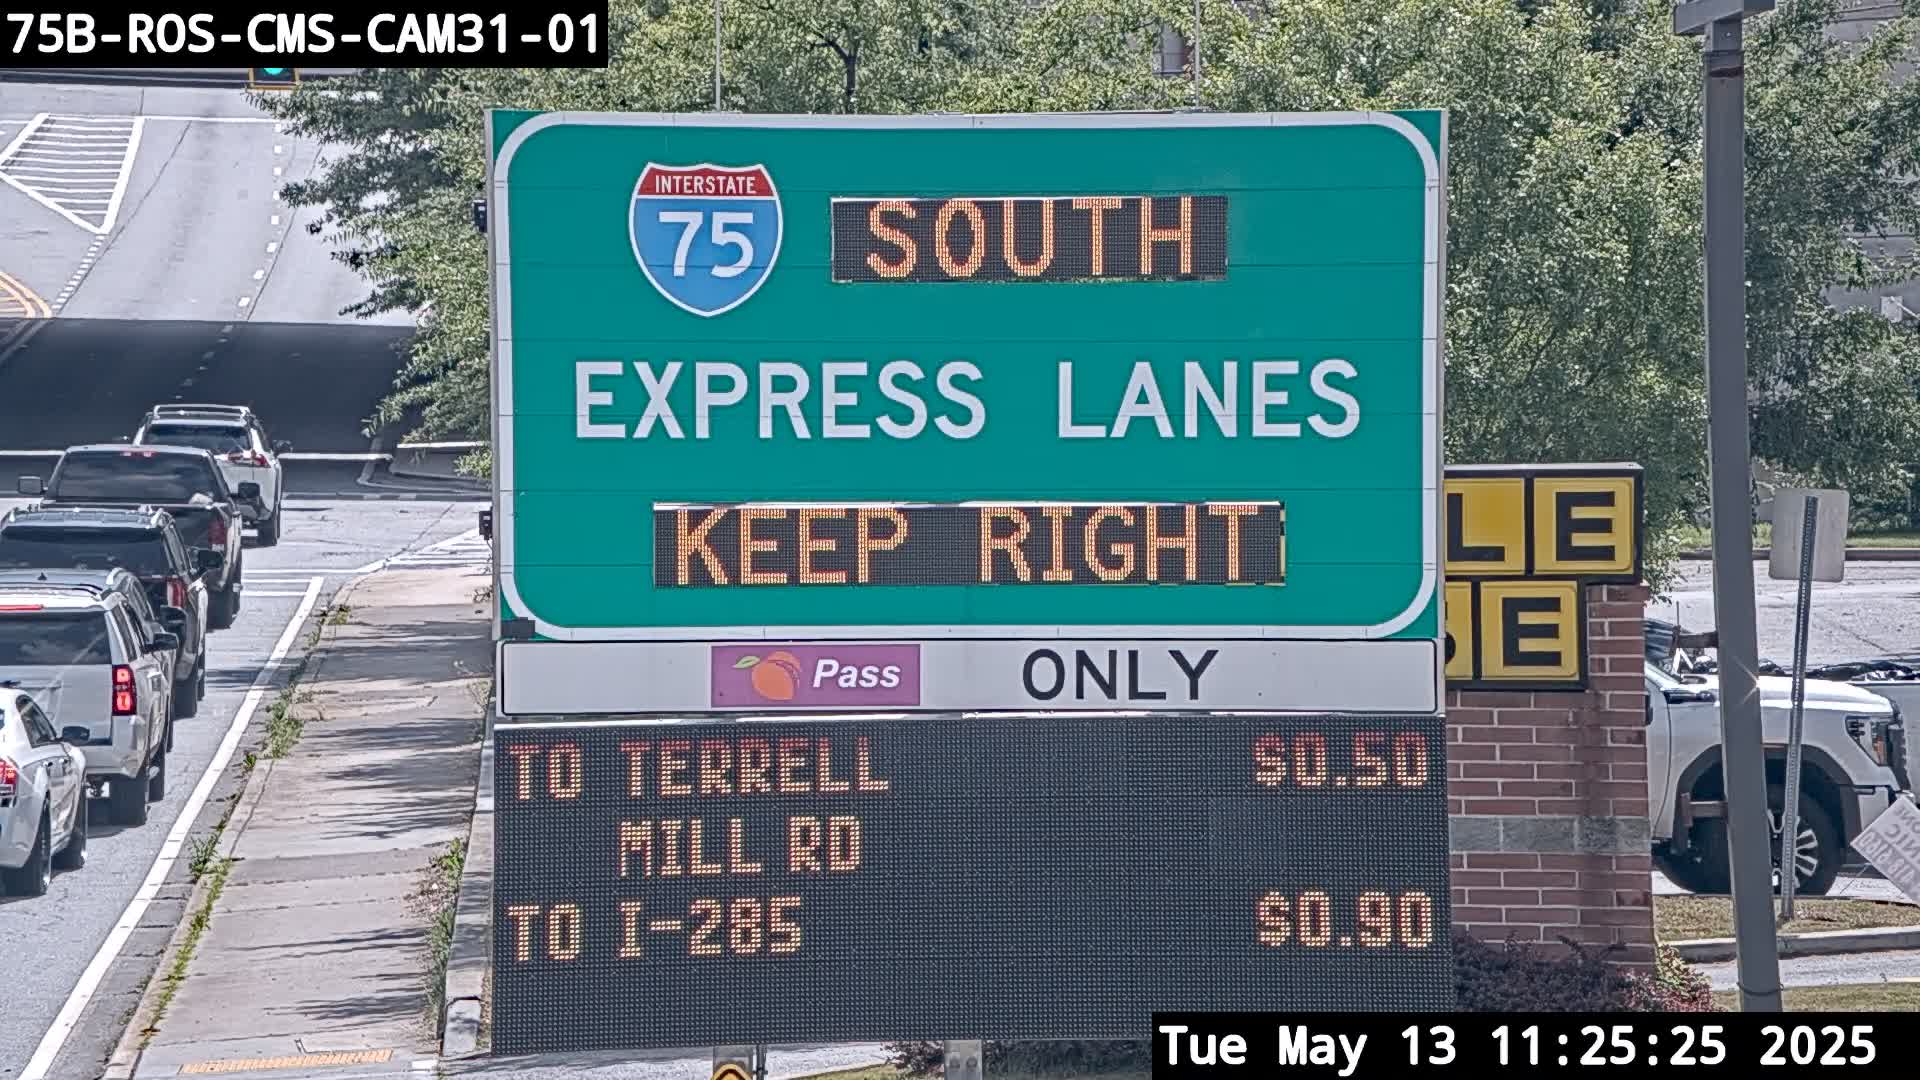 75B-ROS-CMS-CAM31-01
INTERSTATE
75
SOUTH
EXPRESS LANES
KEEP RIGHT
Pass ONLY
TO TERRELL $0.50
MILL RD
TO I-285 $0.90
LE
E
Tue May 13 11:25:25 2025